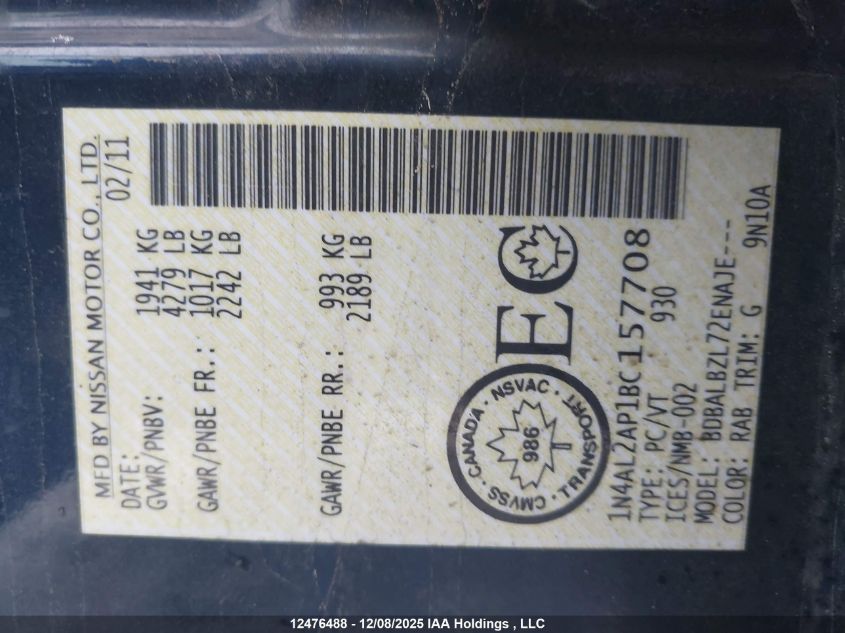 MFD BY NISSAN MOTOR CO., LTD.
DATE: 02/11
GVWR/PNBV: 1941 KG
4279 LB
GAWR/PNBE FR.: 1017 KG
2242 LB
GAWR/PNBE RR.: 993 KG
2189 LB
CANADA · NSVAC · TRANSPORT · CMVSS ·
986
EC
1N4AL2AP1BC157708
TYPE: PC/VT 930
ICES/NMB-002
MODEL: BDBALBZL72ENAJE---
COLOR: RAB TRIM: G 9N10A
12476488 - 12/08/2025 IAA Holdings , LLC